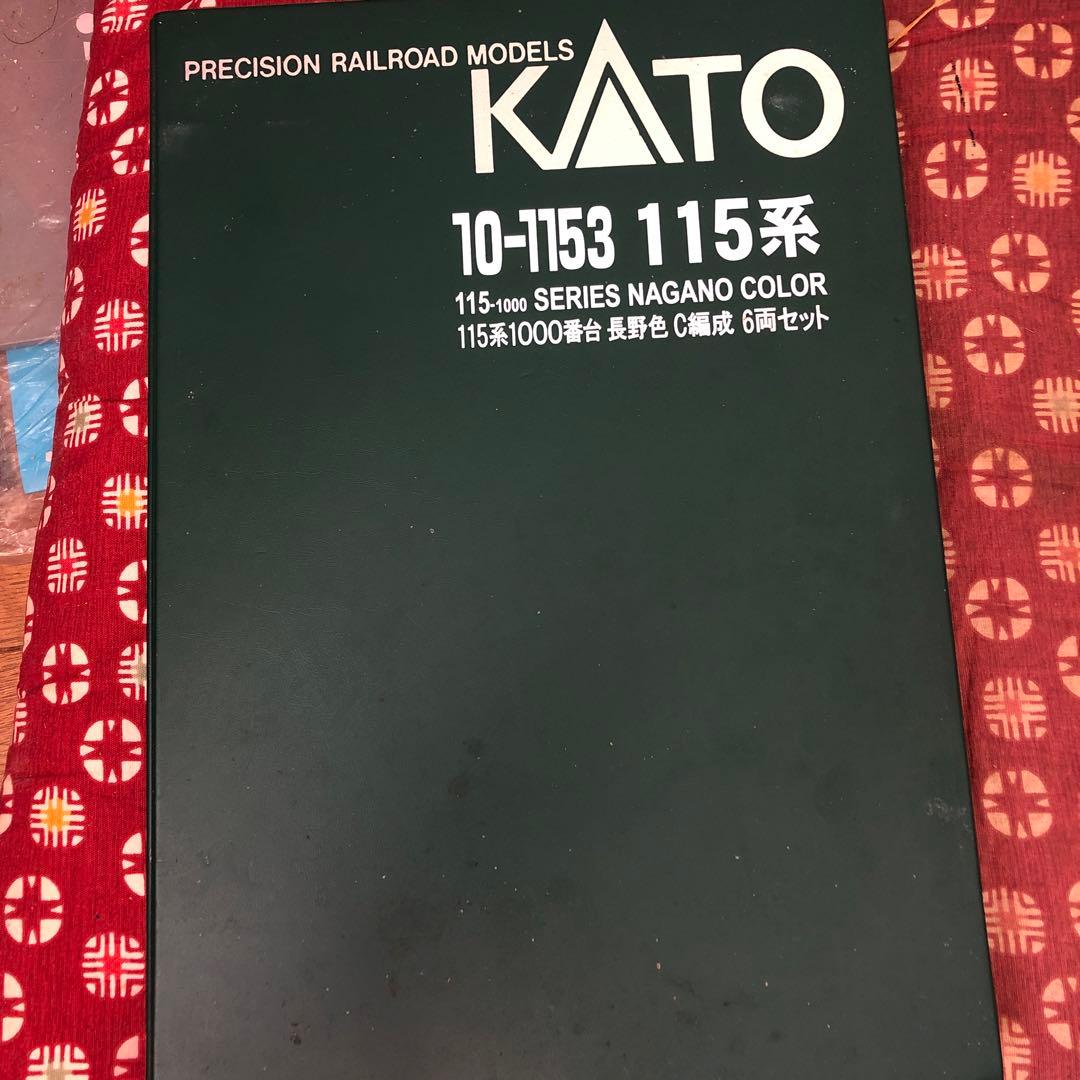 PRECISION RAILROAD MODELS
KATO
10-1153 115系
115-1000 SERIES NAGANO COLOR
115系1000番台 長野色 C編成 6両セット